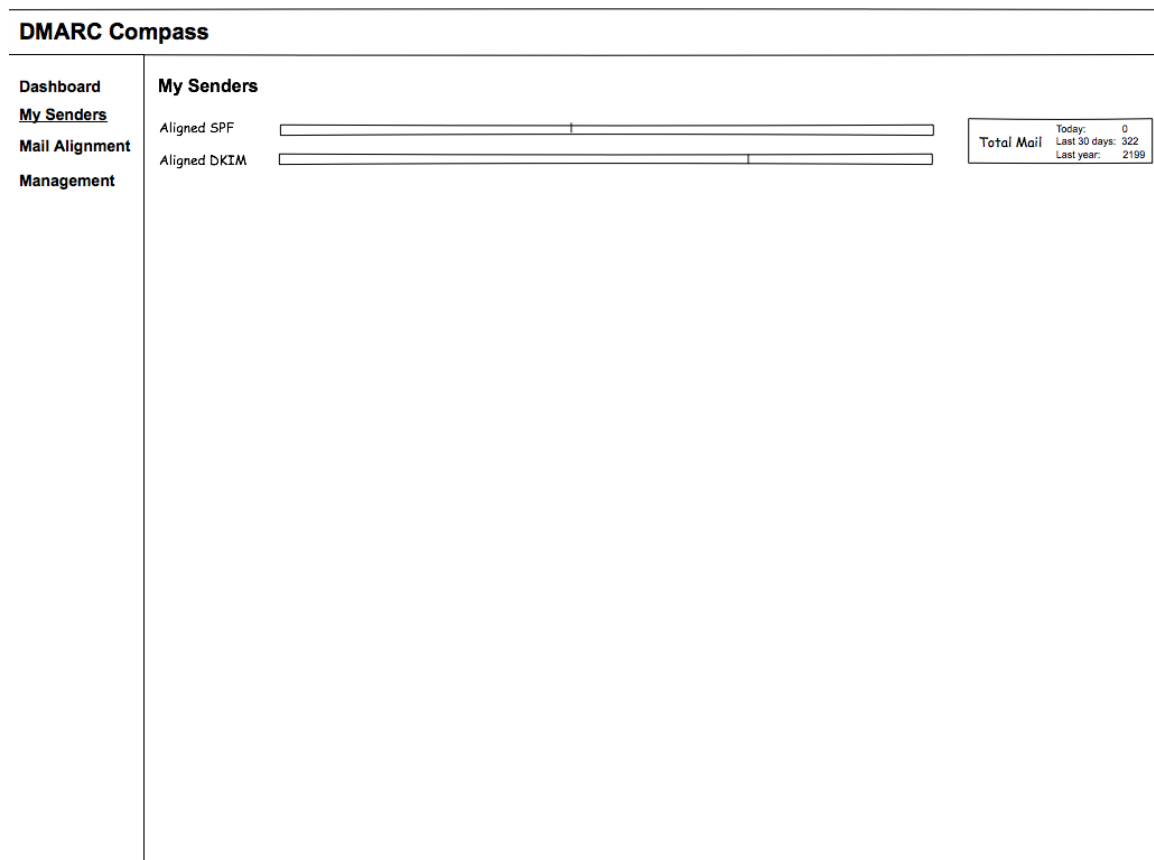 DMARC Compass
Dashboard
My Senders
Mail Alignment
Management
My Senders
Aligned SPF
Aligned DKIM
Total Mail
Today: 0
Last 30 days: 322
Last year: 2199